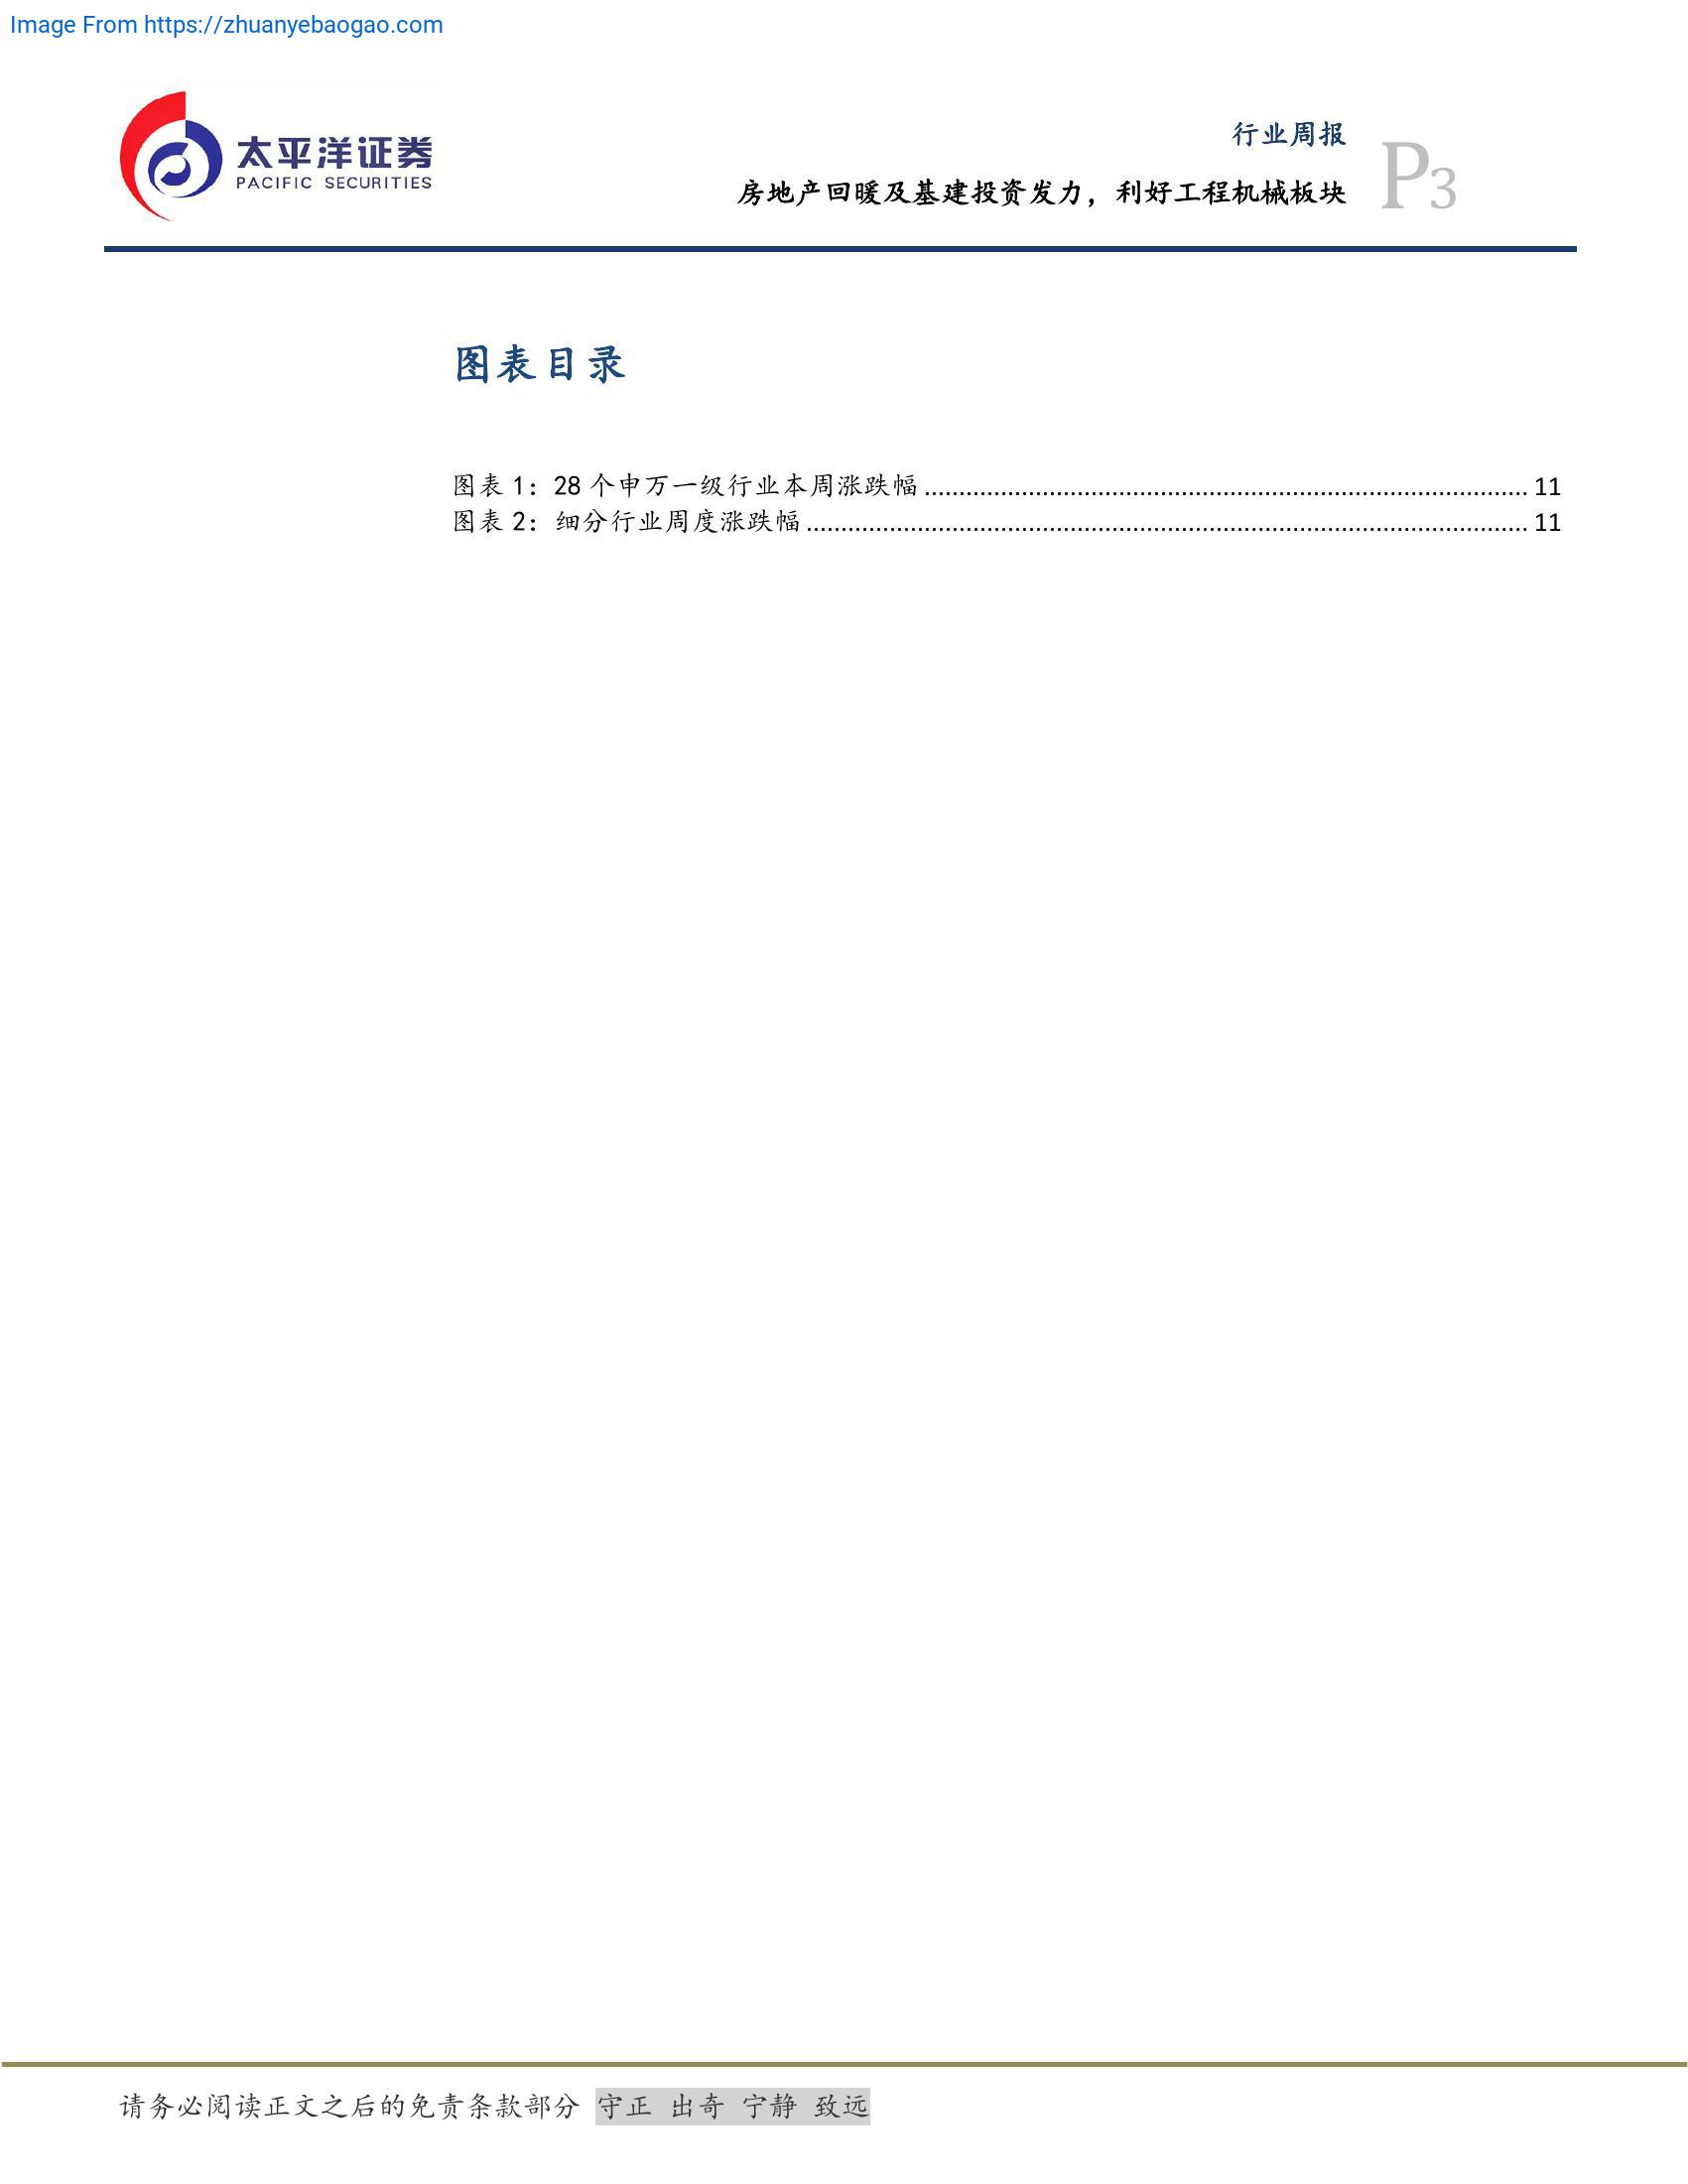 Image From https://zhuanyebaogao.com
太平洋证券
PACIFIC SECURITIES
行业周报
房地产回暖及基建投资发力，利好工程机械板块
P3
图表目录
图表 1：28 个申万一级行业本周涨跌幅 ........................................................................................ 11
图表 2：细分行业周度涨跌幅 ......................................................................................................... 11
请务必阅读正文之后的免责条款部分 守正 出奇 宁静 致远